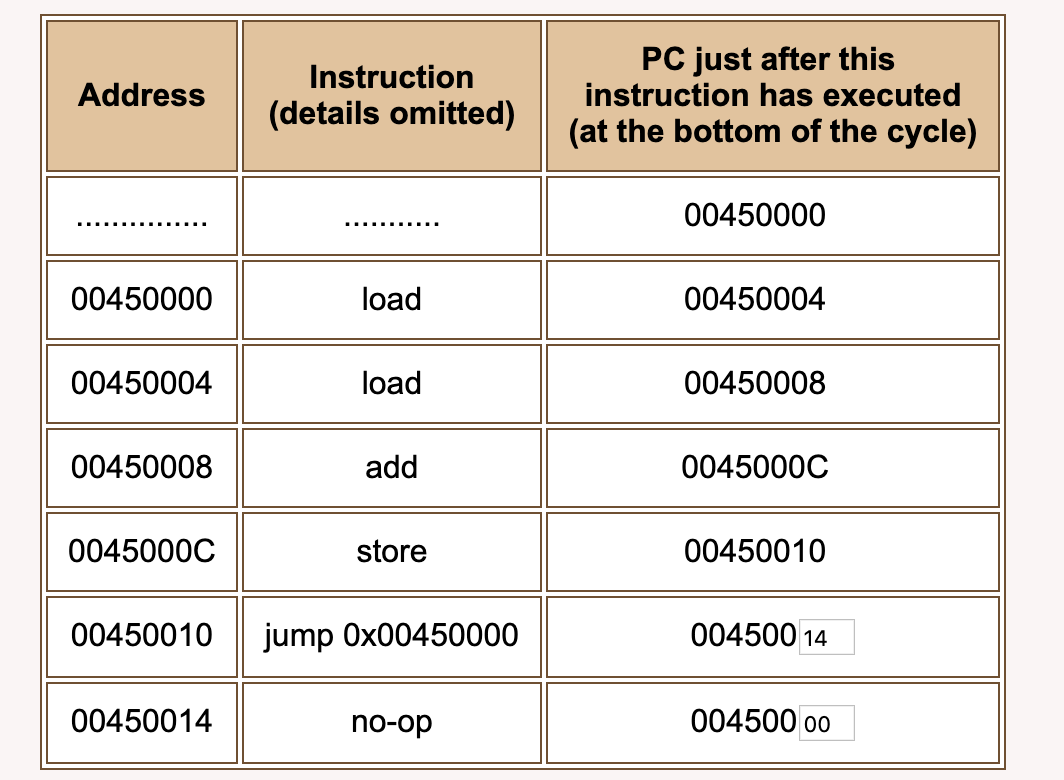 Address Instruction (details omitted) PC just after this instruction has executed (at the bottom of the cycle)
............... ........... 00450000
00450000 load 00450004
00450004 load 00450008
00450008 add 0045000C
0045000C store 00450010
00450010 jump 0x00450000 004500 14
00450014 no-op 004500 00